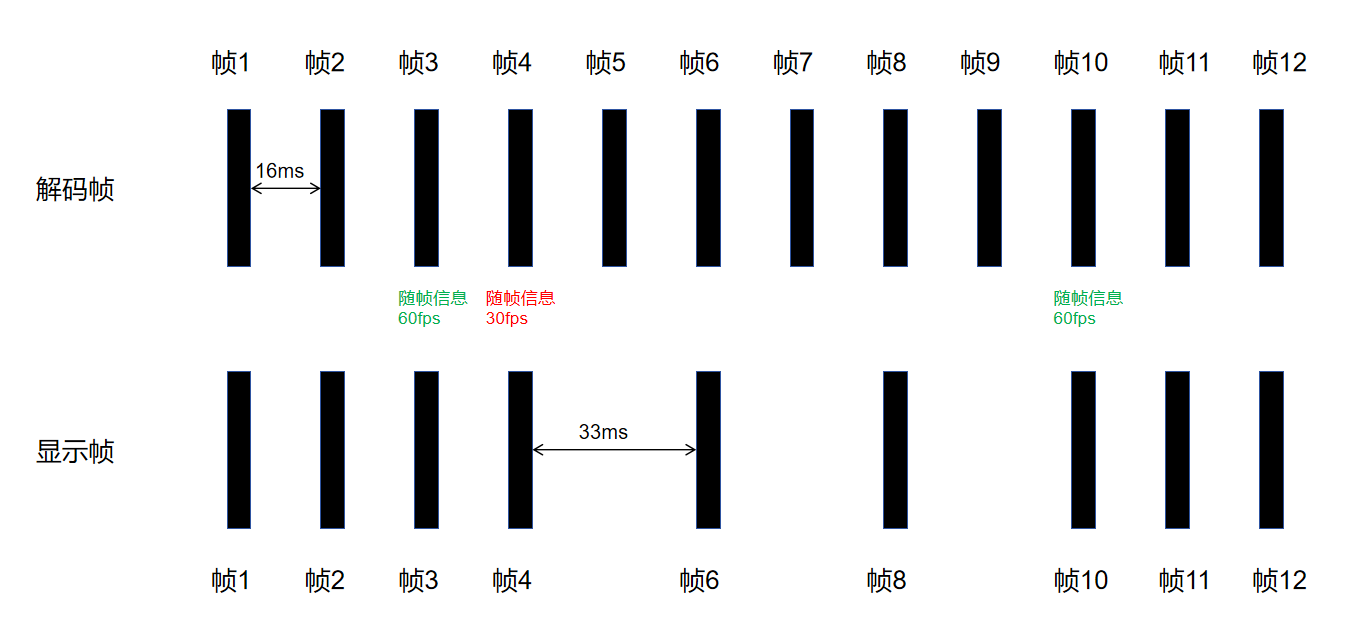 帧1 帧2 帧3 帧4 帧5 帧6 帧7 帧8 帧9 帧10 帧11 帧12
16ms
解码帧
随帧信息 随帧信息 随帧信息
60fps 30fps 60fps
33ms
显示帧
帧1 帧2 帧3 帧4 帧6 帧8 帧10 帧11 帧12